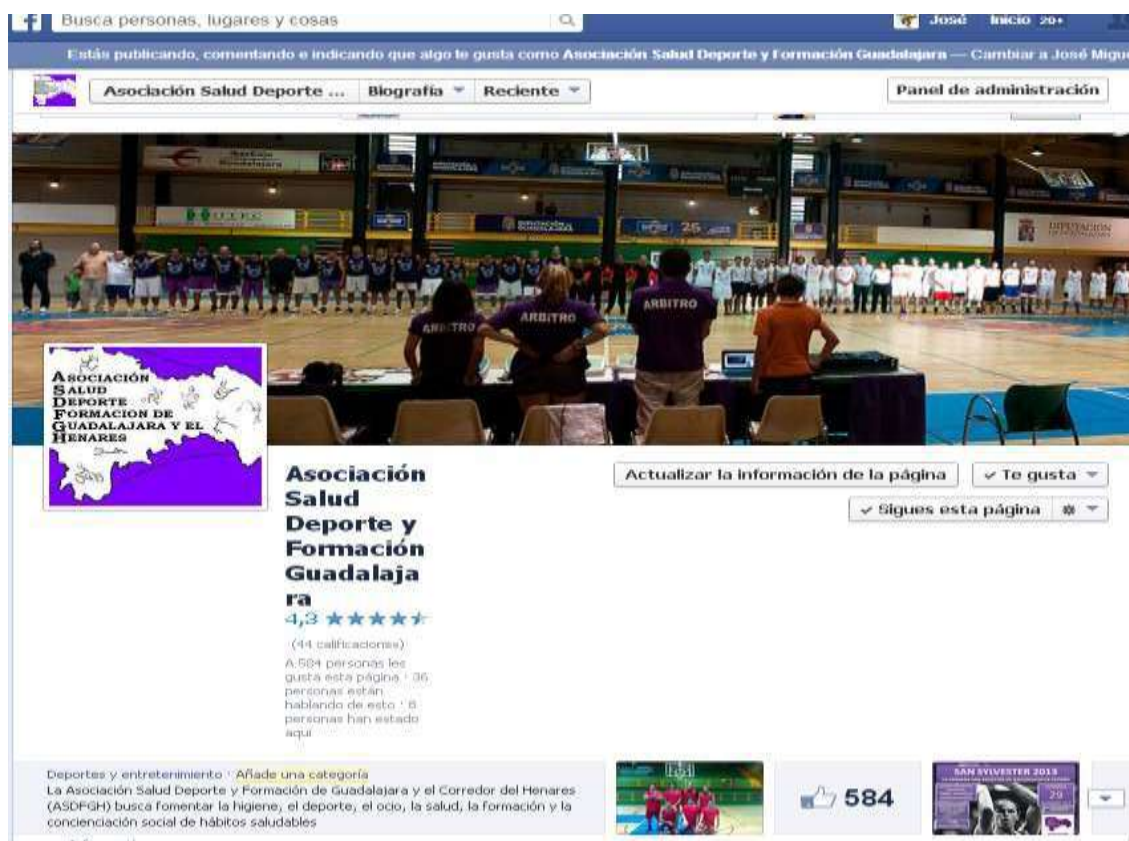 Busca personas, lugares y cosas
José Inicio 20+
Estás publicando, comentando e indicando que algo te gusta como Asociación Salud Deporte y Formación Guadalajara — Cambiar a José Migue
Asociación Salud Deporte ... Biografía Reciente Panel de administración
25
DIPUTACIÓN
ARBITRO
ARBITRO
ARBITRO
ASOCIACIÓN
SALUD
DEPORTE
FORMACION DE
GUADALAJARA Y EL
HENARES
Asociación
Salud
Deporte y
Formación
Guadalaja
ra
Actualizar la información de la página Te gusta
Sigues esta página
4,3
(44 calificaciones)
A 584 personas les
gusta esta página · 36
personas están
hablando de esto · 6
personas han estado
aquí
Deportes y entretenimiento · Añade una categoría
La Asociación Salud Deporte y Formación de Guadalajara y el Corredor del Henares
(ASDFGH) busca fomentar la higiene, el deporte, el ocio, la salud, la formación y la
concienciación social de hábitos saludables
584
SAN SYLVESTER 2013
29